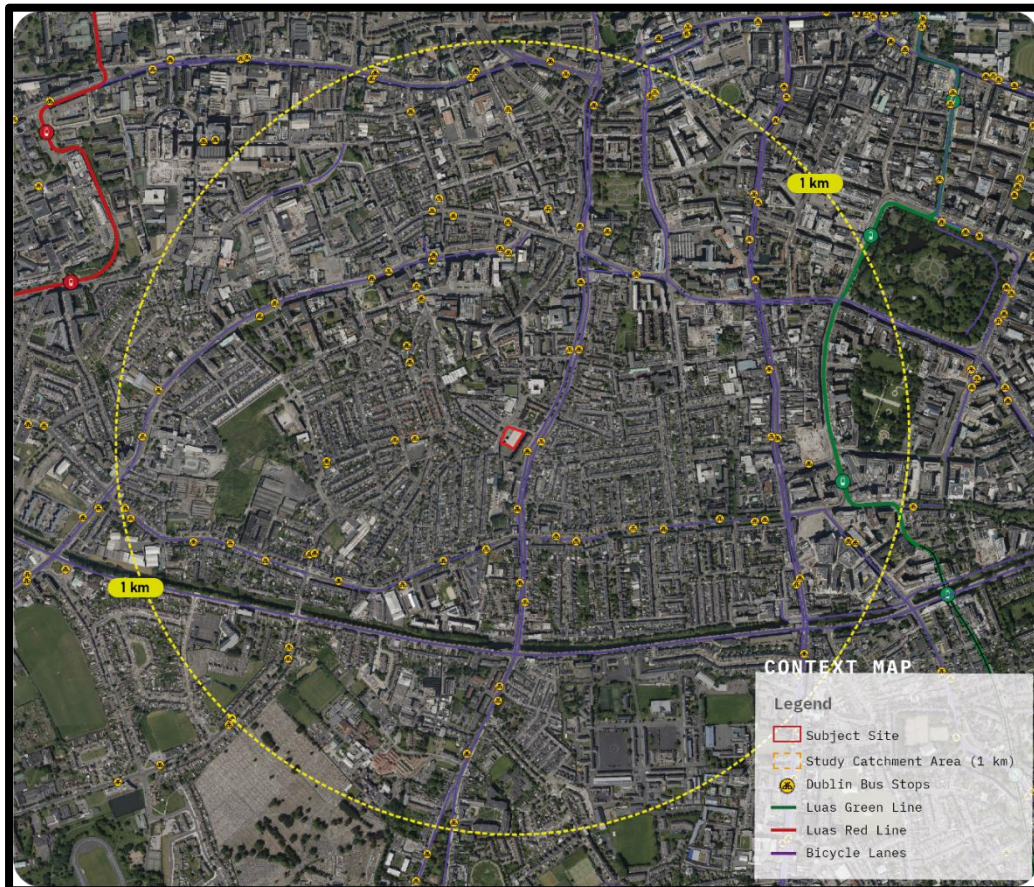 1 km
1 km
CONTEXT MAP
Legend
Subject Site
Study Catchment Area (1 km)
Dublin Bus Stops
Luas Green Line
Luas Red Line
Bicycle Lanes